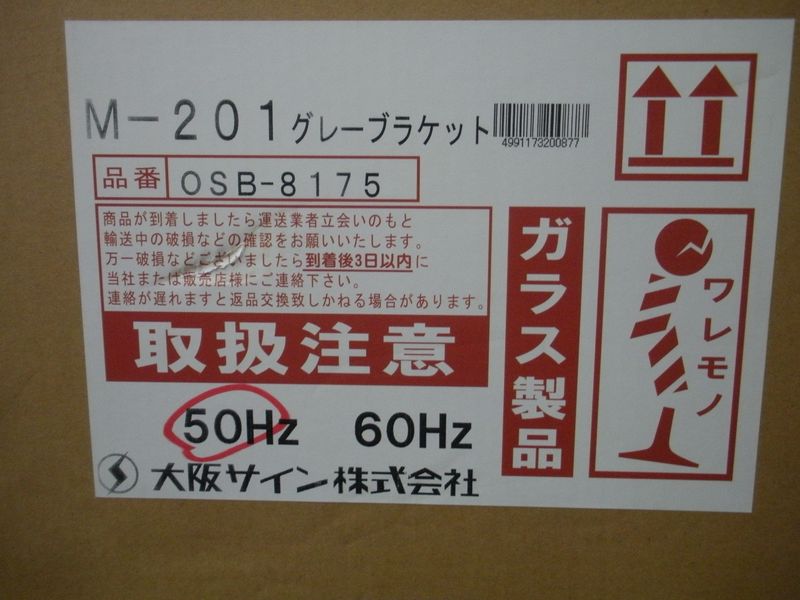 M-201グレーブラケット
4991173200877
品番 OSB-8175
商品が到着しましたら運送業者立会いのもと
輸送中の破損などの確認をお願いいたします。
万一破損などございましたら到着後3日以内に
当社または販売店様にご連絡下さい。
連絡が遅れますと返品交換致しかねる場合があります。
取扱注意
ガラス製品
ワレモノ
50Hz 60Hz
大阪サイン株式会社